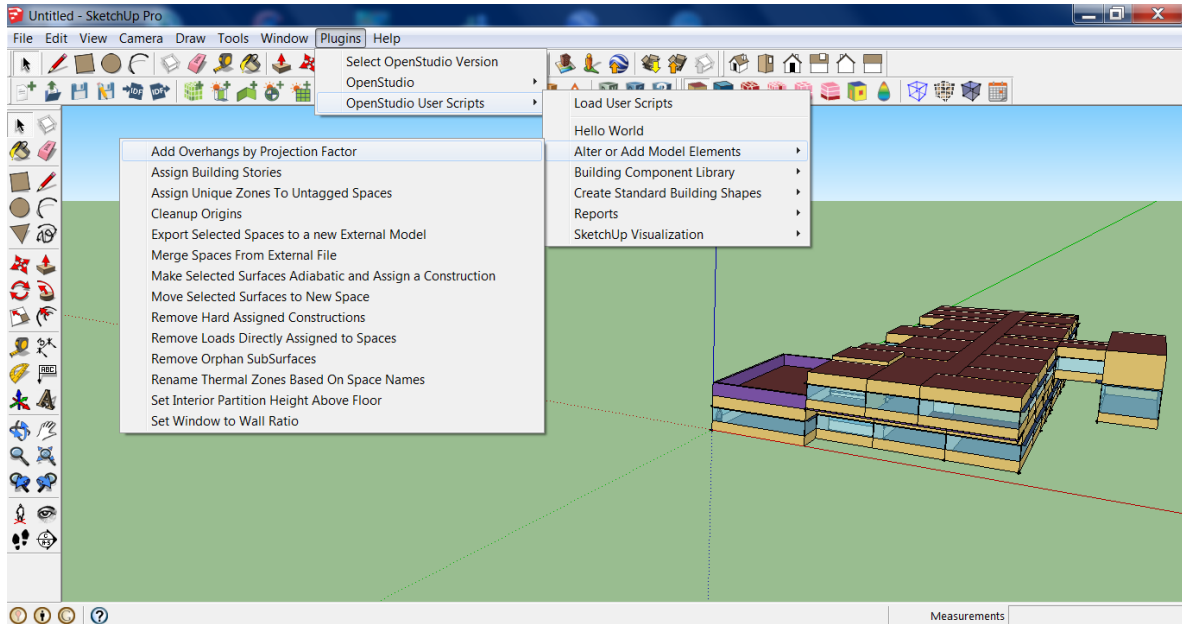 Untitled - SketchUp Pro
File Edit View Camera Draw Tools Window Plugins Help
Select OpenStudio Version
OpenStudio
OpenStudio User Scripts
Load User Scripts
Hello World
Alter or Add Model Elements
Building Component Library
Create Standard Building Shapes
Reports
SketchUp Visualization
Add Overhangs by Projection Factor
Assign Building Stories
Assign Unique Zones To Untagged Spaces
Cleanup Origins
Export Selected Spaces to a new External Model
Merge Spaces From External File
Make Selected Surfaces Adiabatic and Assign a Construction
Move Selected Surfaces to New Space
Remove Hard Assigned Constructions
Remove Loads Directly Assigned to Spaces
Remove Orphan SubSurfaces
Rename Thermal Zones Based On Space Names
Set Interior Partition Height Above Floor
Set Window to Wall Ratio
ABC
Measurements